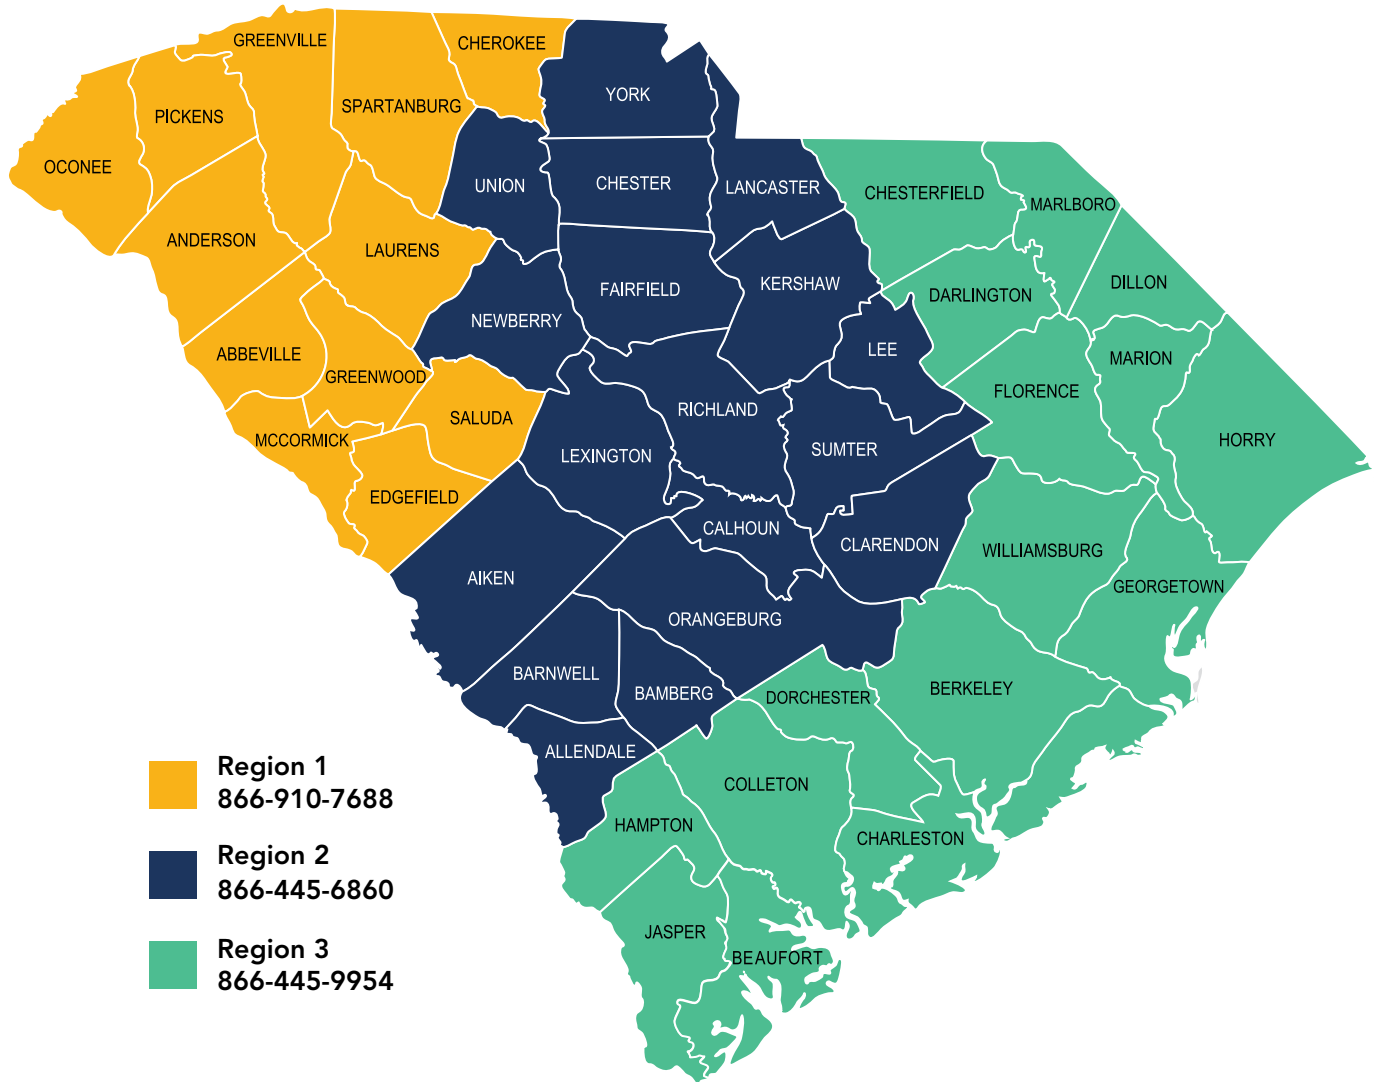 GREENVILLE
CHEROKEE
SPARTANBURG
YORK
PICKENS
OCONEE
UNION
CHESTER
LANCASTER
CHESTERFIELD
MARLBORO
ANDERSON
LAURENS
FAIRFIELD
KERSHAW
DARLINGTON
DILLON
NEWBERRY
ABBEVILLE
LEE
MARION
GREENWOOD
FLORENCE
SALUDA
RICHLAND
MCCORMICK
HORRY
LEXINGTON
SUMTER
EDGEFIELD
CALHOUN
CLARENDON
WILLIAMSBURG
AIKEN
GEORGETOWN
ORANGEBURG
BARNWELL
BAMBERG
DORCHESTER
BERKELEY
ALLENDALE
COLLETON
HAMPTON
CHARLESTON
JASPER
BEAUFORT
Region 1
866-910-7688
Region 2
866-445-6860
Region 3
866-445-9954